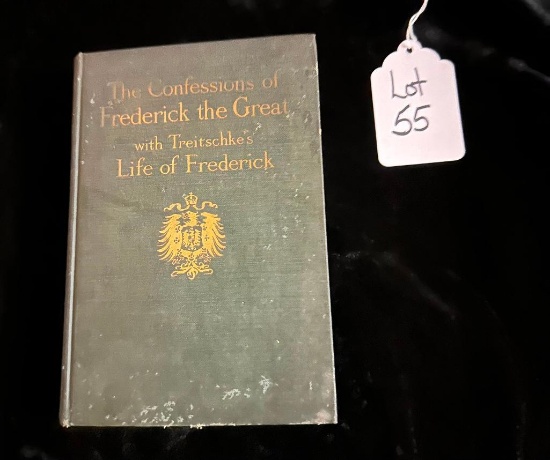 The Confessions of
Frederick the Great
with Treitschke's
Life of Frederick
Lot
55